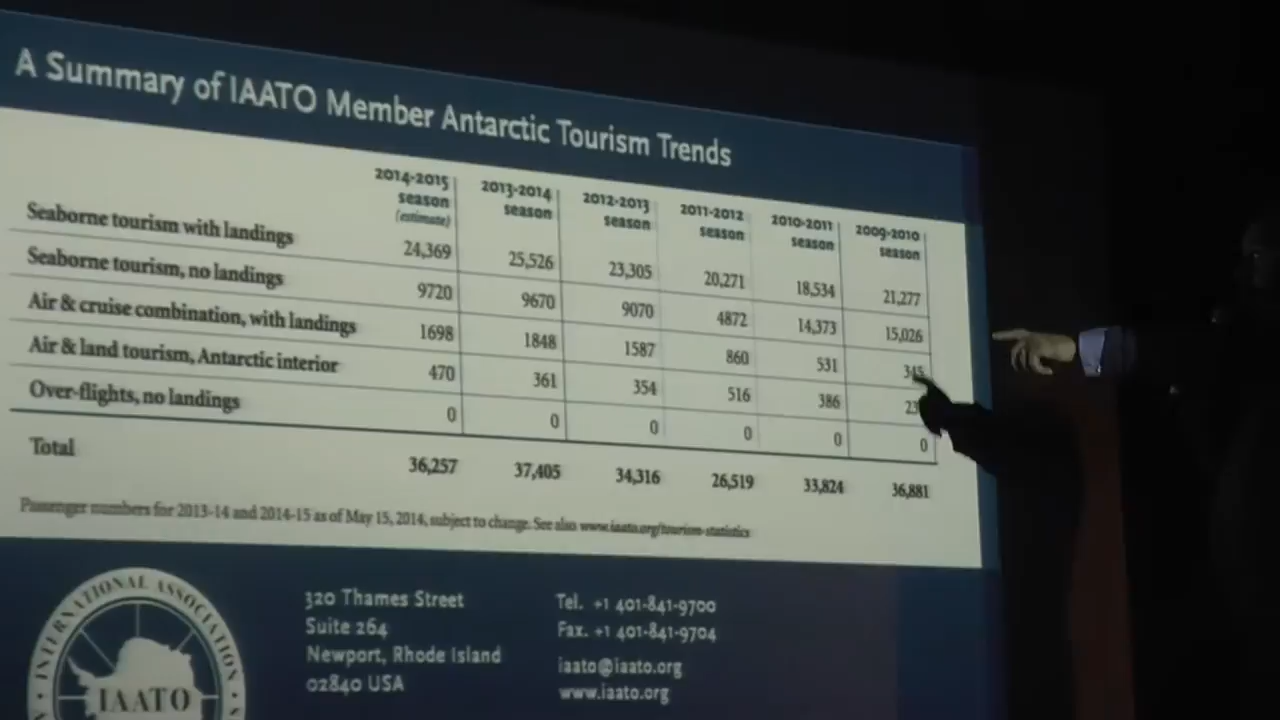 A Summary of IAATO Member Antarctic Tourism Trends
2014-2015 season (estimate) 2013-2014 season 2012-2013 season 2011-2012 season 2010-2011 season 2009-2010 season
Seaborne tourism with landings 24,369 25,526 23,305 20,271 18,534 21,277
Seaborne tourism, no landings 9720 9670 9070 4872 14,373 15,026
Air & cruise combination, with landings 1698 1848 1587 860 531 345
Air & land tourism, Antarctic interior 470 361 354 516 386
Over-flights, no landings 0 0 0 0 0 0
Total 36,257 37,405 34,316 26,519 33,824 36,881
Passenger numbers for 2013-14 and 2014-15 as of May 15, 2014, subject to change. See also www.iaato.org/tourism-statistics
INTERNATIONAL ASSOCIATION
IAATO
320 Thames Street
Suite 264
Newport, Rhode Island
02840 USA
Tel. +1 401-841-9700
Fax. +1 401-841-9704
iaato@iaato.org
www.iaato.org